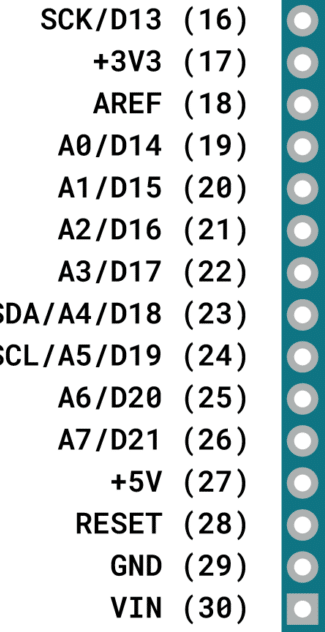 SCK/D13 (16)
+3V3 (17)
AREF (18)
A0/D14 (19)
A1/D15 (20)
A2/D16 (21)
A3/D17 (22)
SDA/A4/D18 (23)
SCL/A5/D19 (24)
A6/D20 (25)
A7/D21 (26)
+5V (27)
RESET (28)
GND (29)
VIN (30)